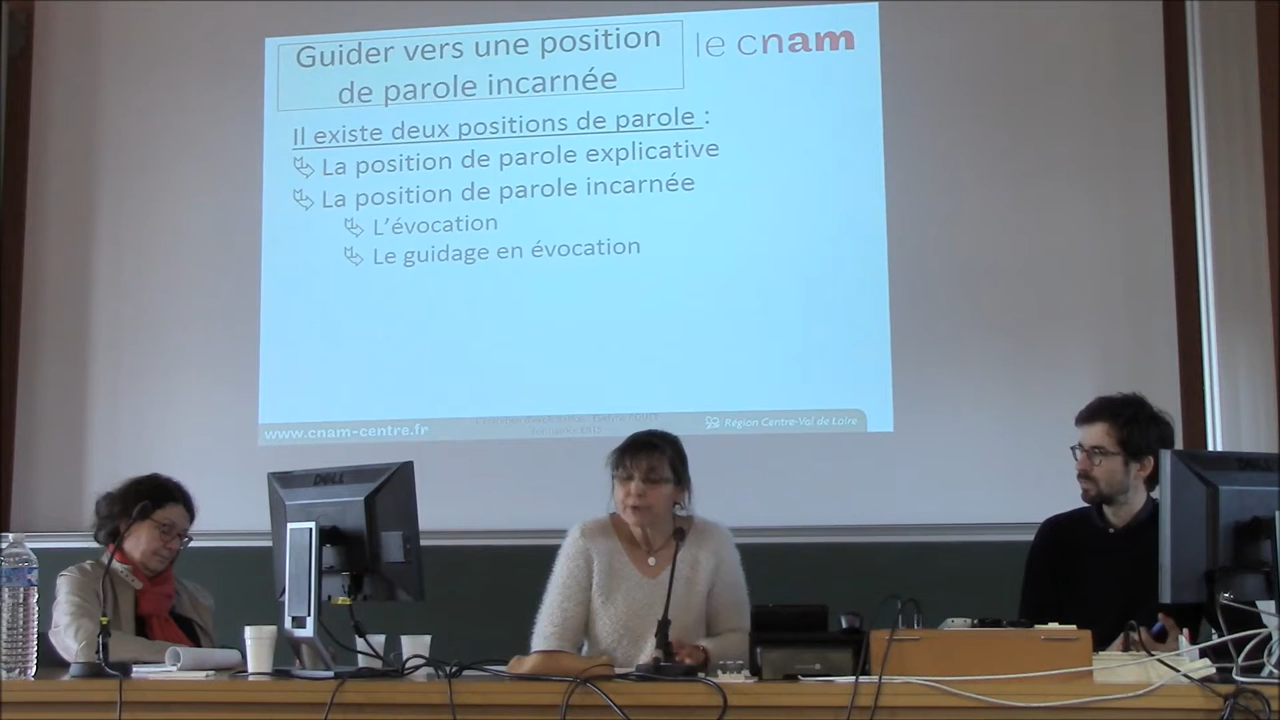 Guider vers une position
de parole incarnée
le cnam
Il existe deux positions de parole :
La position de parole explicative
La position de parole incarnée
L'évocation
Le guidage en évocation
www.cnam-centre.fr
Région Centre-Val de Loire
DELL
DELL